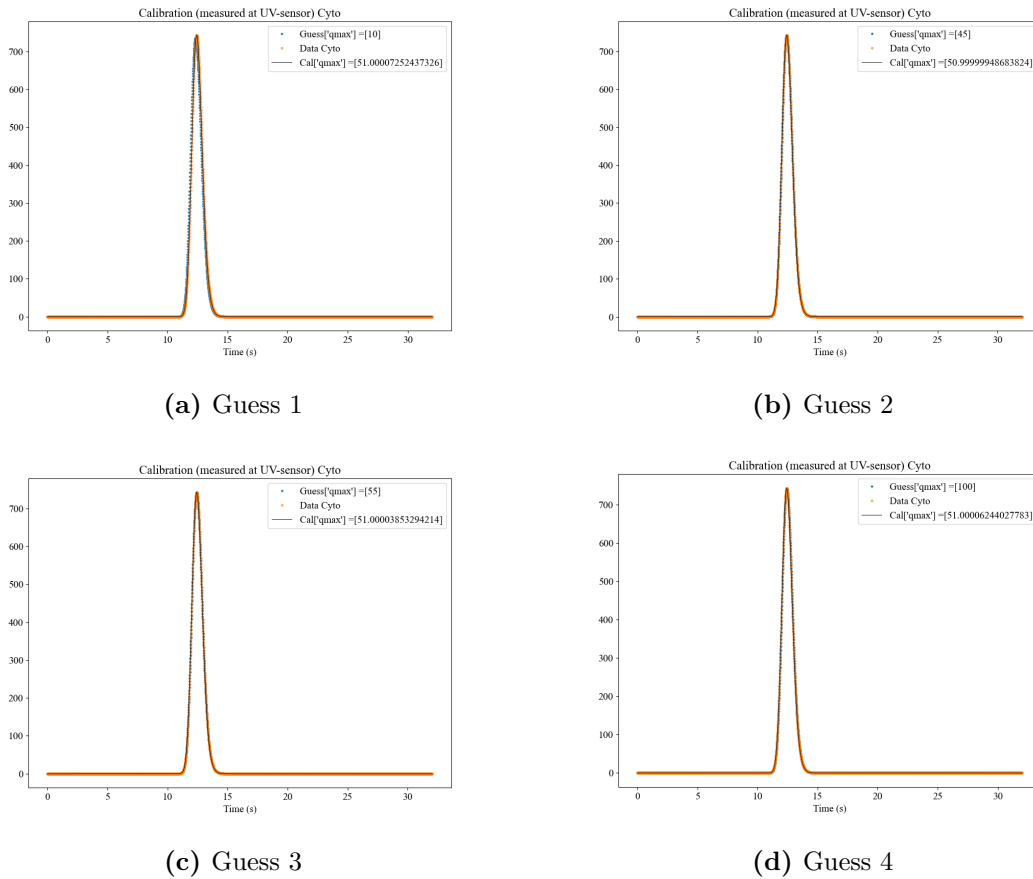 Calibration (measured at UV-sensor) Cyto
Guess['qmax'] =[10]
Data Cyto
Cal['qmax'] =[51.00007252437326]
700
600
500
400
300
200
100
0
0 5 10 15 20 25 30
Time (s)
(a) Guess 1
Calibration (measured at UV-sensor) Cyto
Guess['qmax'] =[45]
Data Cyto
Cal['qmax'] =[50.99999948683824]
700
600
500
400
300
200
100
0
0 5 10 15 20 25 30
Time (s)
(b) Guess 2
Calibration (measured at UV-sensor) Cyto
Guess['qmax'] =[55]
Data Cyto
Cal['qmax'] =[51.00003853294214]
700
600
500
400
300
200
100
0
0 5 10 15 20 25 30
Time (s)
(c) Guess 3
Calibration (measured at UV-sensor) Cyto
Guess['qmax'] =[100]
Data Cyto
Cal['qmax'] =[51.00006244027783]
700
600
500
400
300
200
100
0
0 5 10 15 20 25 30
Time (s)
(d) Guess 4